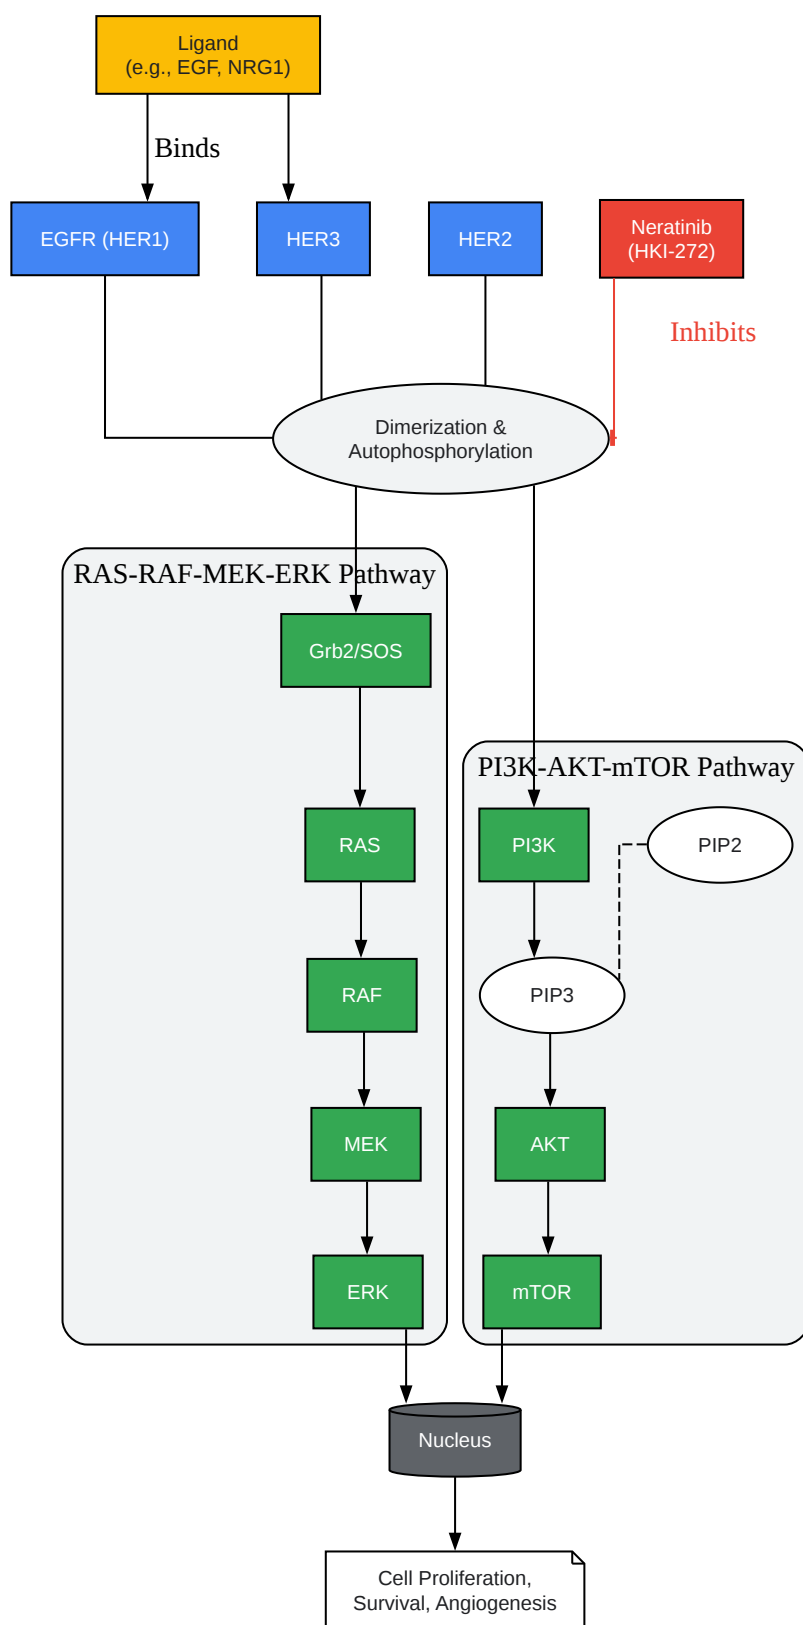 Ligand
(e.g., EGF, NRG1)
Binds
EGFR (HER1)
HER3
HER2
Neratinib
(HKI-272)
Inhibits
Dimerization &
Autophosphorylation
RAS-RAF-MEK-ERK Pathway
Grb2/SOS
RAS
RAF
MEK
ERK
PI3K-AKT-mTOR Pathway
PI3K
PIP2
PIP3
AKT
mTOR
Nucleus
Cell Proliferation,
Survival, Angiogenesis